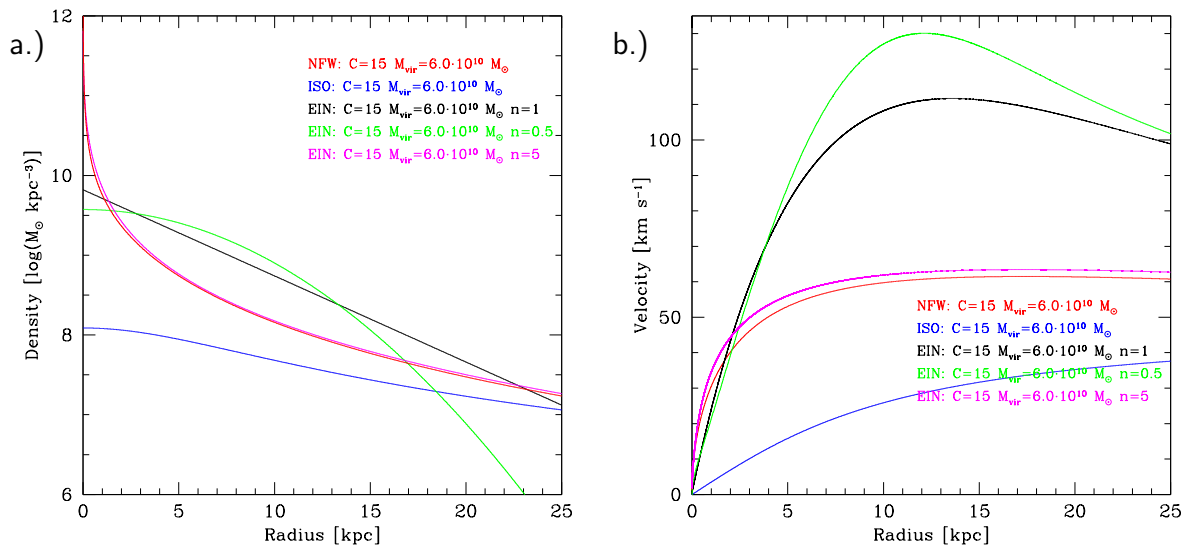 a.)
12
10
8
6
0
5
10
15
20
25
Radius [kpc]
Density [log(M☉ kpc⁻³)]
NFW: C=15 Mvir=6.0·10¹⁰ M☉
ISO: C=15 Mvir=6.0·10¹⁰ M☉
EIN: C=15 Mvir=6.0·10¹⁰ M☉ n=1
EIN: C=15 Mvir=6.0·10¹⁰ M☉ n=0.5
EIN: C=15 Mvir=6.0·10¹⁰ M☉ n=5
b.)
100
50
0
0
5
10
15
20
25
Radius [kpc]
Velocity [km s⁻¹]
NFW: C=15 Mvir=6.0·10¹⁰ M☉
ISO: C=15 Mvir=6.0·10¹⁰ M☉
EIN: C=15 Mvir=6.0·10¹⁰ M☉ n=1
EIN: C=15 Mvir=6.0·10¹⁰ M☉ n=0.5
EIN: C=15 Mvir=6.0·10¹⁰ M☉ n=5